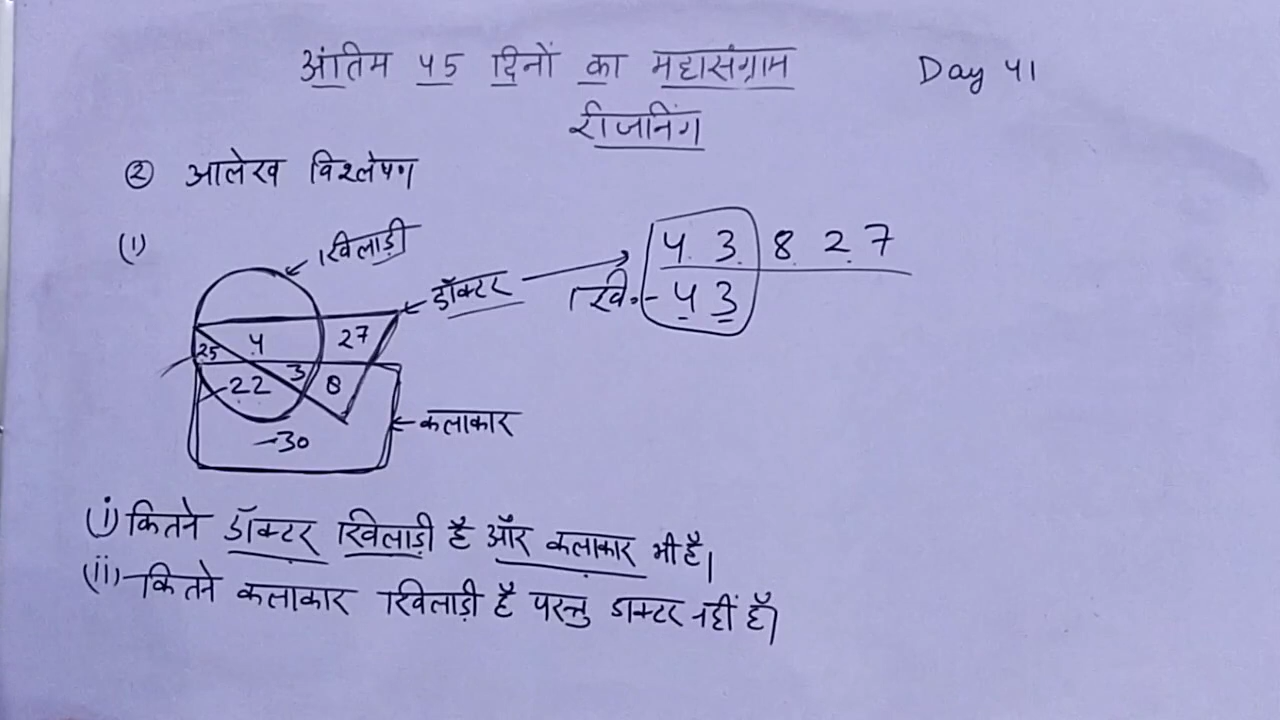 अंतिम 45 दिनों का महासंग्राम Day 41
रीजनिंग
② आलेख विश्लेषण
(1)
खिलाड़ी
डॉक्टर
4 3 8 2 7
खि. - 4 3
25 4 27
22 3 8
30
कलाकार
(i) कितने डॉक्टर खिलाड़ी है और कलाकार भी है।
(ii) कितने कलाकार खिलाड़ी है परन्तु डाक्टर नहीं है।